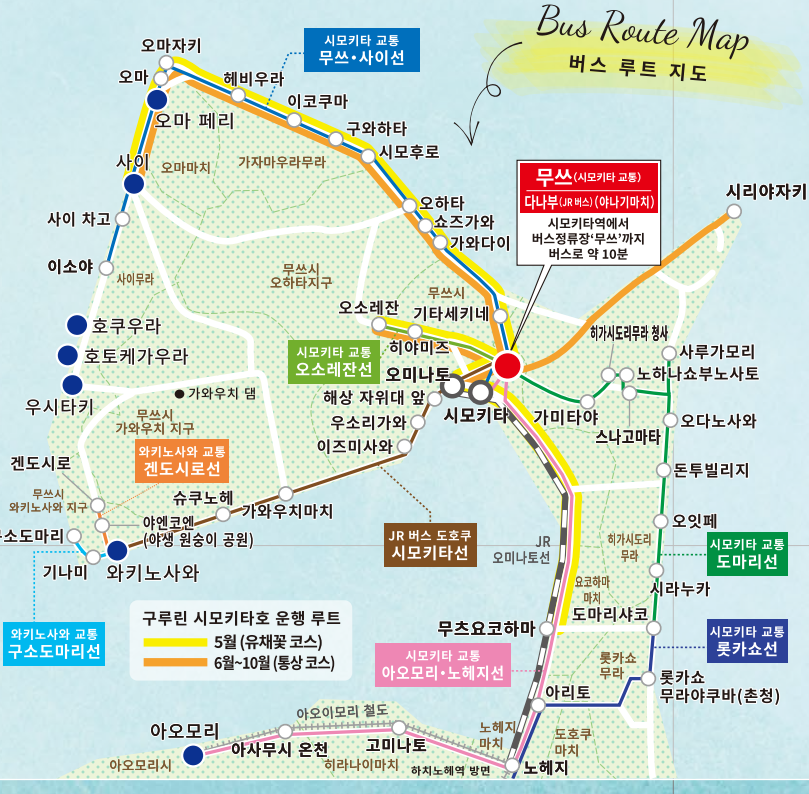 Bus Route Map
버스 루트 지도
오마자키
시모키타 교통
무쓰·사이선
오마
헤비우라
오마 페리
이코쿠마
구와하타
시모후로
사이
오마마치
가자마우라무라
무쓰(시모키타 교통)
다나부(JR 버스)(야나기마치)
시모키타역에서
버스정류장‘무쓰’까지
버스로 약 10분
시리야자키
오하타
쇼즈가와
가와다이
사이 차고
이소야
사이무라
무쓰시
오하타지구
무쓰시
오소레잔
기타세키네
호쿠우라
호토케가우라
우시타키
시모키타 교통
오소레잔선
히야미즈
오미나토
히가시도리무라 청사
사루가모리
노하나쇼부노사토
가와우치 댐
해상 자위대 앞
시모키타
가미타야
우소리가와
이즈미사와
스나고마타
오다노사와
무쓰시
가와우치 지구
와키노사와 교통
겐도시로선
겐도시로
돈투빌리지
무쓰시
와키노사와 지구
슈쿠노헤
가와우치마치
야엔코엔
(야생 원숭이 공원)
구소도마리
기나미
와키노사와
JR 버스 도호쿠
시모키타선
JR
오미나토선
오잇페
히가시도리
무라
시모키타 교통
도마리선
요코하마
마치
시라누카
도마리샤코
와키노사와 교통
구소도마리선
구루린 시모키타호 운행 루트
5월 (유채꽃 코스)
6월~10월 (통상 코스)
무츠요코하마
시모키타 교통
롯카쇼선
시모키타 교통
아오모리·노헤지선
롯카쇼
무라
롯카쇼
무라야쿠바(촌청)
아리토
아오이모리 철도
아오모리
아사무시 온천
고미나토
노헤지
마치
도호쿠
마치
아오모리시
히라나이마치
하치노헤역 방면
노헤지